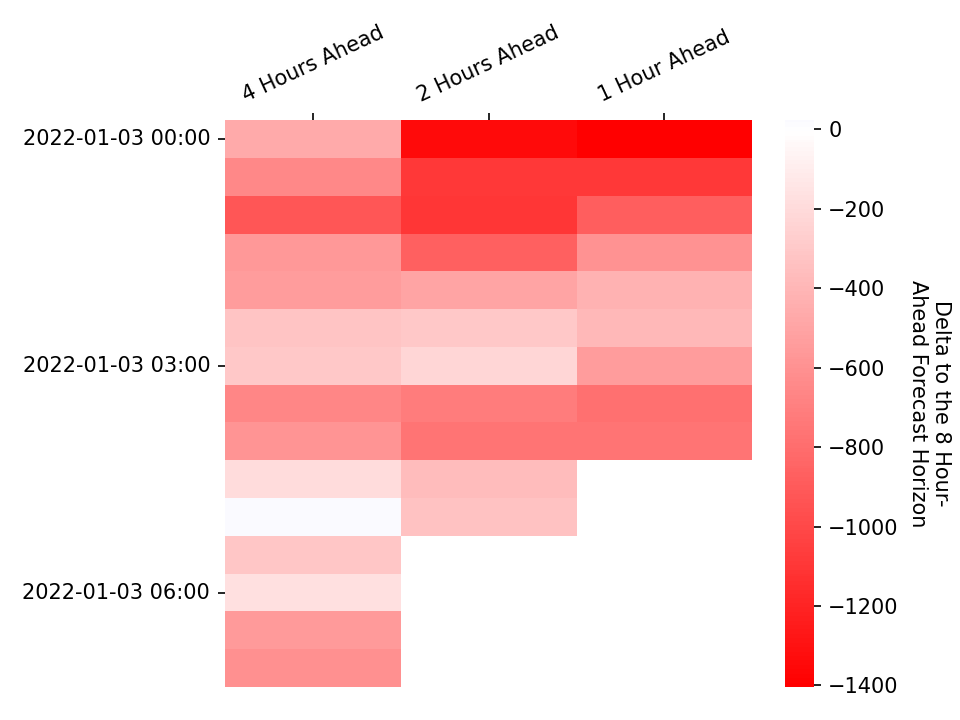 4 Hours Ahead
2 Hours Ahead
1 Hour Ahead
2022-01-03 00:00
2022-01-03 03:00
2022-01-03 06:00
0
−200
−400
−600
−800
−1000
−1200
−1400
Delta to the 8 Hour-
Ahead Forecast Horizon